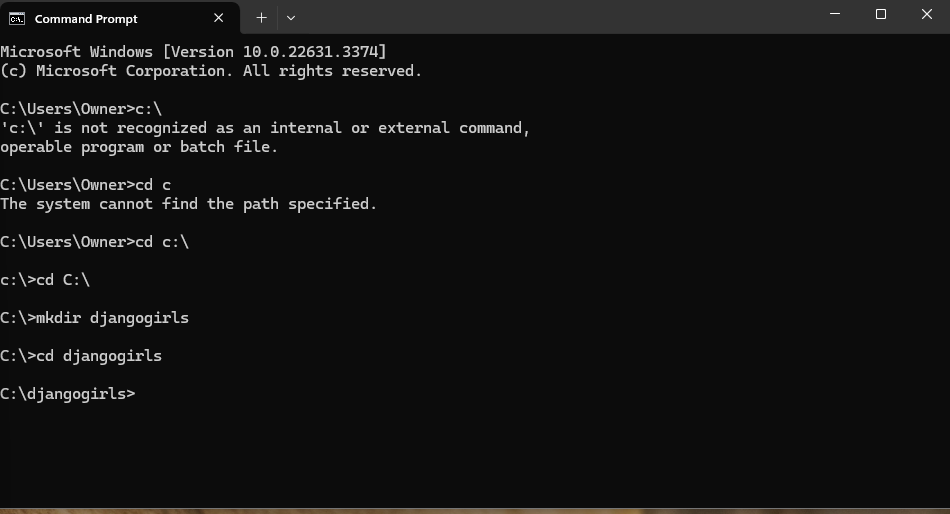 Command Prompt
Microsoft Windows [Version 10.0.22631.3374]
(c) Microsoft Corporation. All rights reserved.
C:\Users\Owner>c:\
'c:\' is not recognized as an internal or external command,
operable program or batch file.
C:\Users\Owner>cd c
The system cannot find the path specified.
C:\Users\Owner>cd c:\
c:\>cd C:\
C:\>mkdir djangogirls
C:\>cd djangogirls
C:\djangogirls>